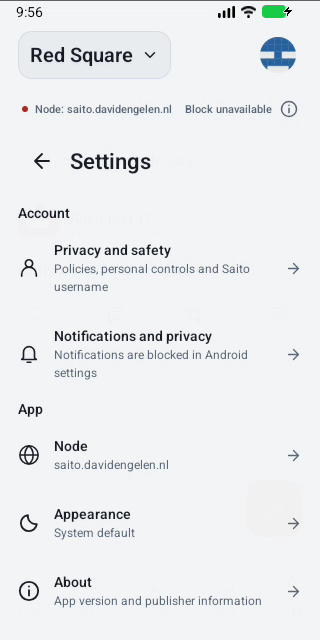 9:56
Red Square
Node: saito.davidengelen.nl Block unavailable
Settings
Account
Privacy and safety
Policies, personal controls and Saito
username
Notifications and privacy
Notifications are blocked in Android
settings
App
Node
saito.davidengelen.nl
Appearance
System default
About
App version and publisher information